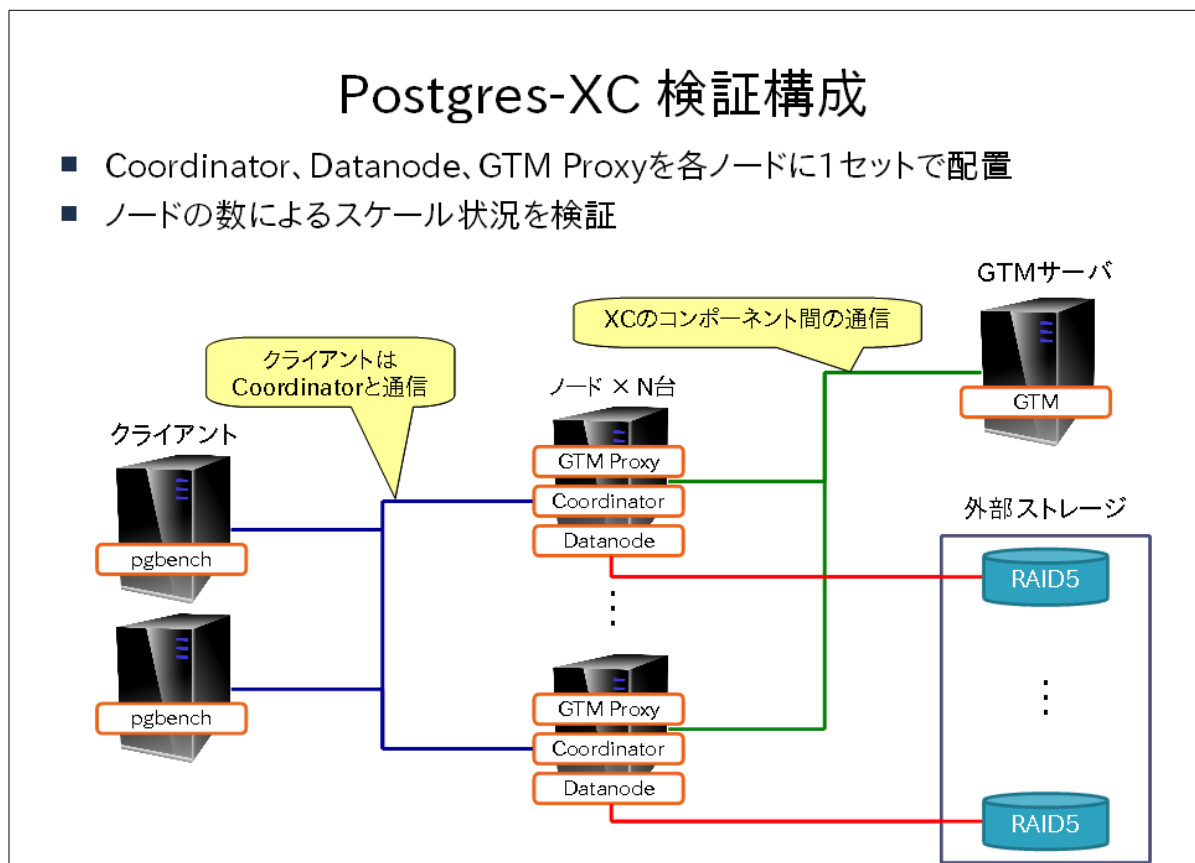 Postgres-XC 検証構成
■ Coordinator、Datanode、GTM Proxyを各ノードに1セットで配置
■ ノードの数によるスケール状況を検証
GTMサーバ
XCのコンポーネント間の通信
クライアントは
Coordinatorと通信
ノード × N台
GTM
クライアント
GTM Proxy
Coordinator
Datanode
外部ストレージ
pgbench
RAID5
⋮
⋮
pgbench
GTM Proxy
Coordinator
Datanode
RAID5